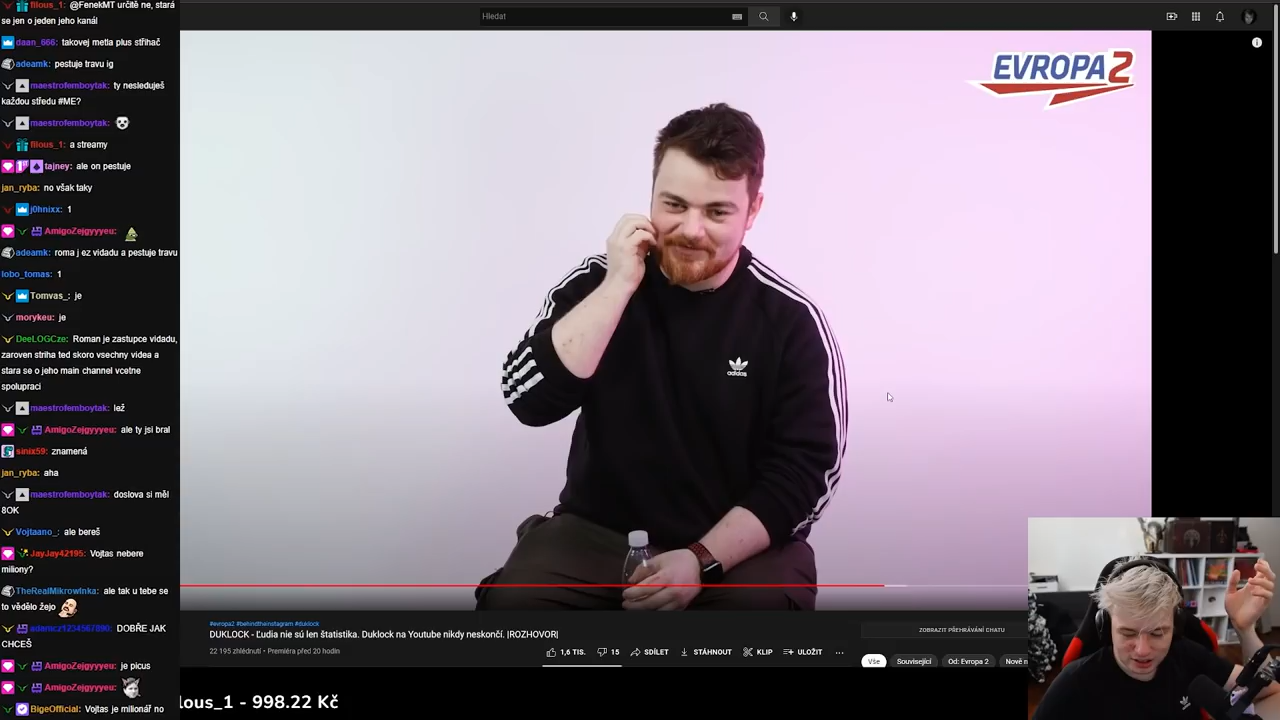 filous_1: @FenekMT určitě ne, stará
se jen o jeden jeho kanál
daan_666: takovej metla plus střihač
adeamk: pestuje travu ig
maestrofemboytak: ty nesleduješ
každou středu #ME?
maestrofemboytak:
filous_1: a streamy
tajney: ale on pestuje
jan_ryba: no však taky
j0hnixx: 1
AmigoZejgyyyeu:
adeamk: roma j ez vidadu a pestuje travu
lobo_tomas: 1
Tomvas_: je
morykeu: je
DeeLOGCze: Roman je zastupce vidadu,
zaroven striha ted skoro vsechny videa a
stara se o jeho main channel vcetne
spolupraci
maestrofemboytak: lež
AmigoZejgyyyeu: ale ty jsi bral
sinix59: znamená
jan_ryba: aha
maestrofemboytak: doslova si měl
8OK
Vojtaano_: ale bereš
JayJay42195: Vojtas nebere
miliony?
TheRealMikrowInka: ale tak u tebe se
to vědělo žejo
adamcz1234567890: DOBŘE JAK
CHCEŠ
AmigoZejgyyyeu: je picus
AmigoZejgyyyeu:
BigeOfficial: Vojtas je milionář no
Hledat
EVROPA 2
adidas
#evropa2 #behindtheinstagram #duklock
DUKLOCK - Ľudia nie sú len štatistika. Duklock na Youtube nikdy neskončí. |ROZHOVOR|
22 195 zhlédnutí • Premiéra před 20 hodin
1,6 TIS. 15 SDÍLET STÁHNOUT KLIP ULOŽIT
ZOBRAZIT PŘEHRÁVÁNÍ CHATU
Vše Související Od: Evropa 2 Nově n
lous_1 - 998.22 Kč